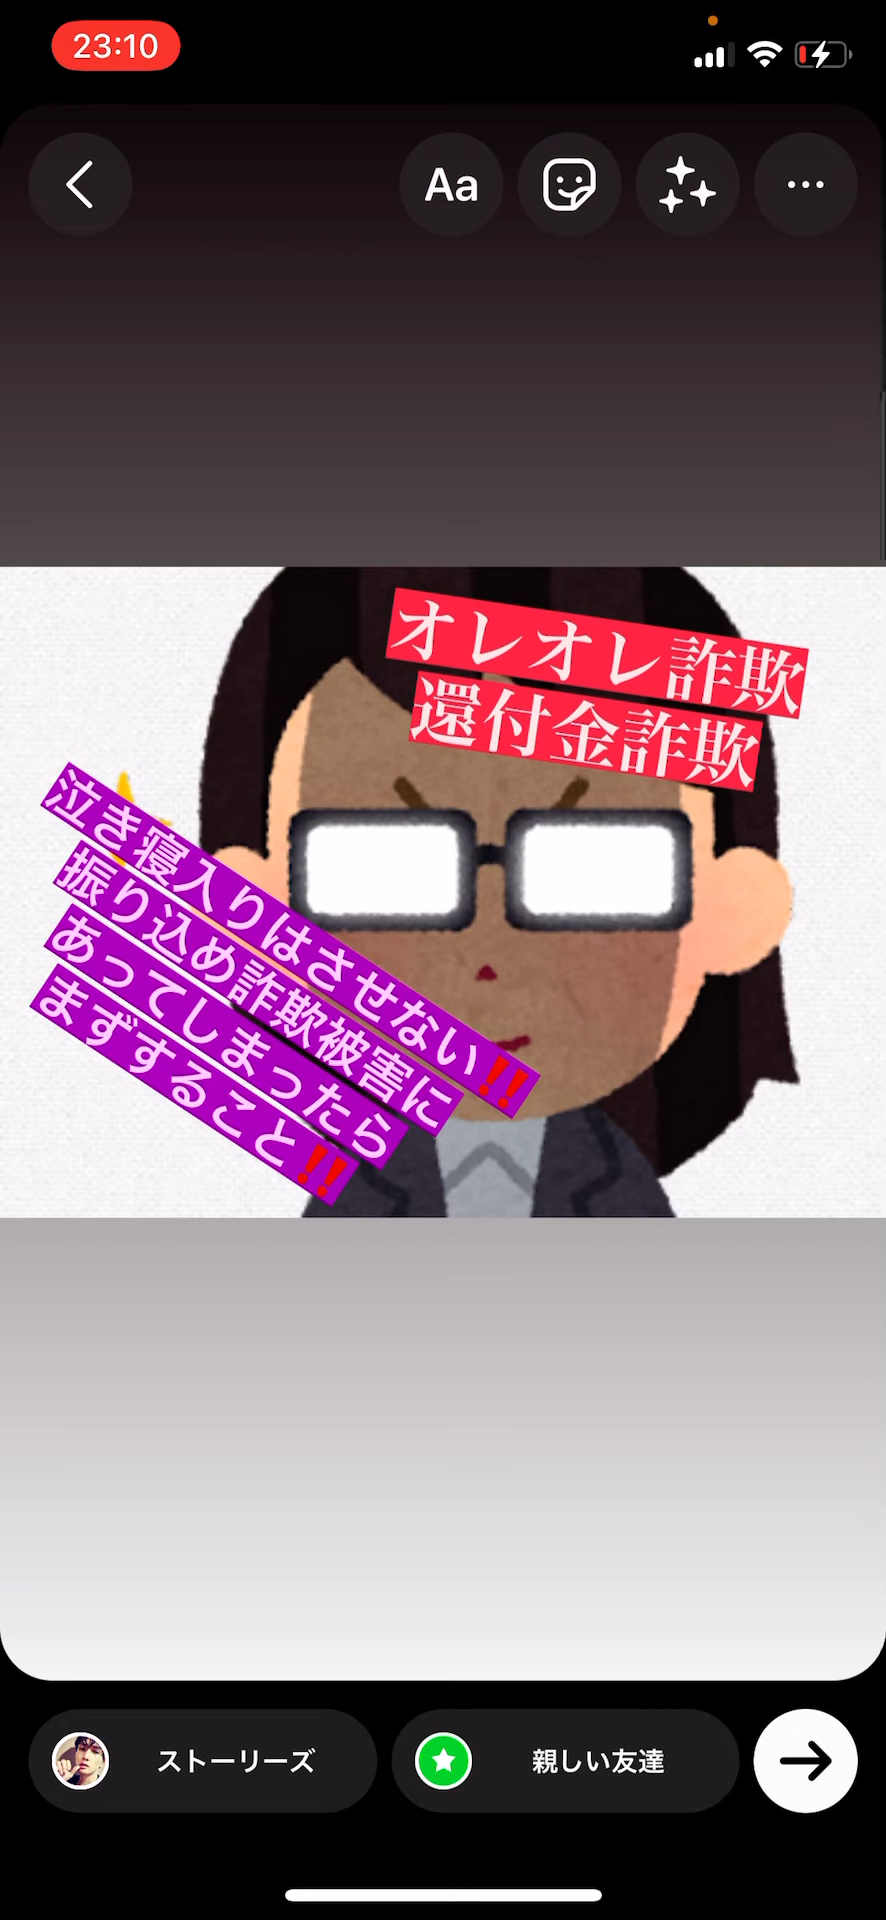 23:10
Aa
オレオレ詐欺
還付金詐欺
泣き寝入りはさせない‼️
振り込め詐欺被害に
あってしまったら
まずすること‼️
ストーリーズ
親しい友達